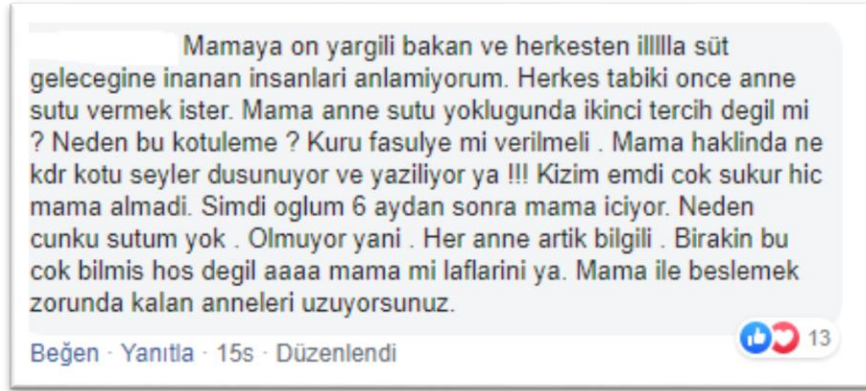 Mamaya on yargili bakan ve herkesten illllla süt
gelecegine inanan insanlari anlamiyorum. Herkes tabiki once anne
sutu vermek ister. Mama anne sutu yoklugunda ikinci tercih degil mi
? Neden bu kotuleme ? Kuru fasulye mi verilmeli . Mama haklinda ne
kdr kotu seyler dusunuyor ve yaziliyor ya !!! Kizim emdi cok sukur hic
mama almadi. Simdi oglum 6 aydan sonra mama iciyor. Neden
cunku sutum yok . Olmuyor yani . Her anne artik bilgili . Birakin bu
cok bilmis hos degil aaaa mama mi laflarini ya. Mama ile beslemek
zorunda kalan anneleri uzuyorsunuz.
13
Beğen · Yanıtla · 15s · Düzenlendi